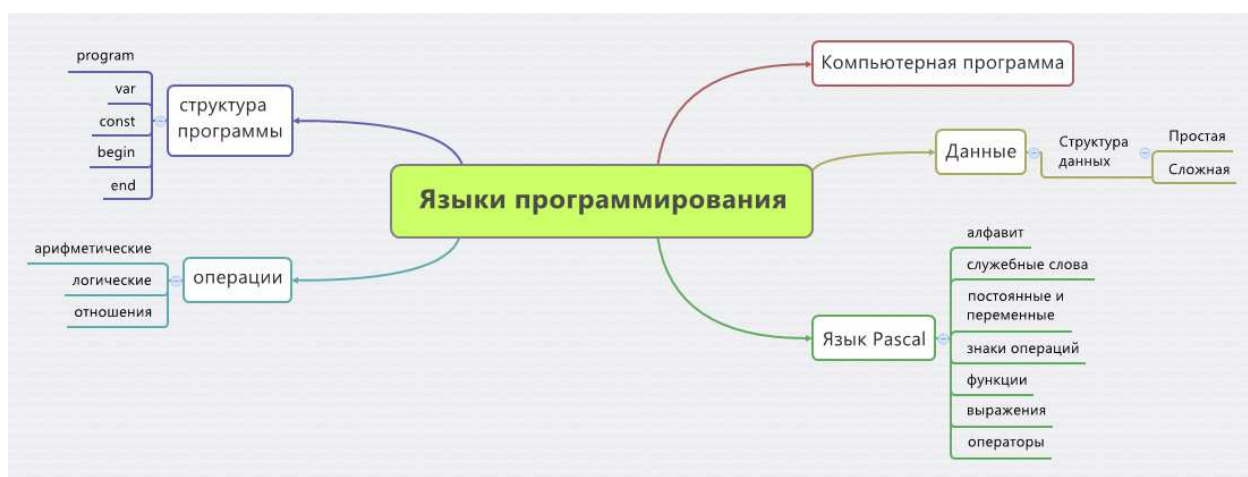 program
var
const
begin
end
структура
программы
арифметические
логические
отношения
операции
Языки программирования
Компьютерная программа
Данные
Структура
данных
Простая
Сложная
Язык Pascal
алфавит
служебные слова
постоянные и
переменные
знаки операций
функции
выражения
операторы